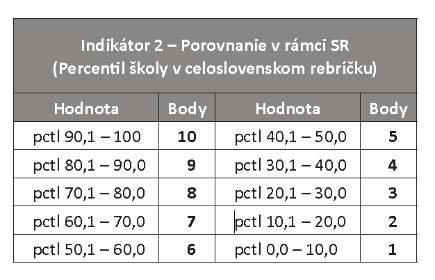 Indikátor 2 – Porovnanie v rámci SR
(Percentil školy v celoslovenskom rebríčku)
Hodnota Body Hodnota Body
pctl 90,1 – 100 10 pctl 40,1 – 50,0 5
pctl 80,1 – 90,0 9 pctl 30,1 – 40,0 4
pctl 70,1 – 80,0 8 pctl 20,1 – 30,0 3
pctl 60,1 – 70,0 7 pctl 10,1 – 20,0 2
pctl 50,1 – 60,0 6 pctl 0,0 – 10,0 1